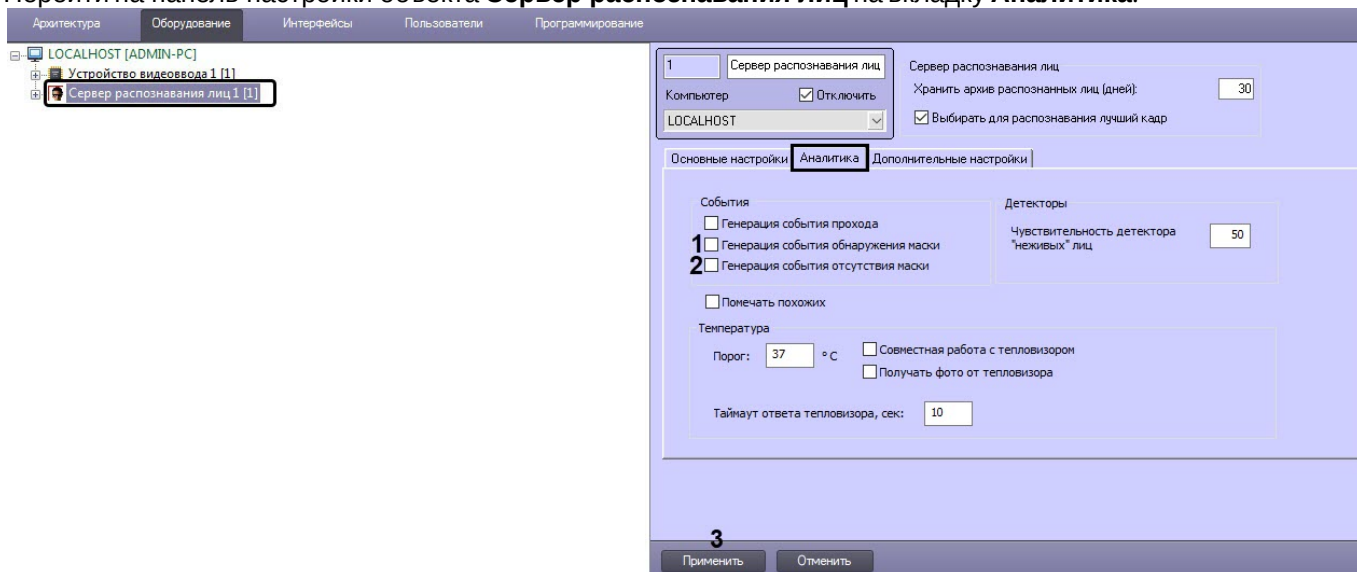 Перейти на панель настройки объекта Сервер распознавания лиц на вкладку Аналитика.
Архитектура Оборудование Интерфейсы Пользователи Программирование
LOCALHOST [ADMIN-PC]
Устройство видеоввода 1 [1]
Сервер распознавания лиц 1 [1]
1 Сервер распознавания лиц
Компьютер Отключить
LOCALHOST
Сервер распознавания лиц
Хранить архив распознанных лиц (дней): 30
Выбирать для распознавания лучший кадр
Основные настройки Аналитика Дополнительные настройки
События
Генерация события прохода
1 Генерация события обнаружения маски
2 Генерация события отсутствия маски
Детекторы
Чувствительность детектора 50
"неживых" лиц
Помечать похожих
Температура
Порог: 37 °C
Совместная работа с тепловизором
Получать фото от тепловизора
Таймаут ответа тепловизора, сек: 10
3
Применить Отменить